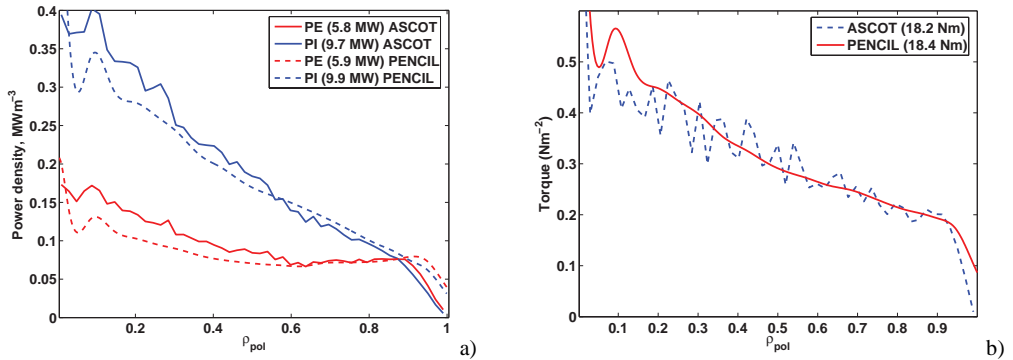 PE (5.8 MW) ASCOT
PI (9.7 MW) ASCOT
PE (5.9 MW) PENCIL
PI (9.9 MW) PENCIL
Power density, MWm⁻³
0.4
0.35
0.3
0.25
0.2
0.15
0.1
0.05
0
0.2 0.4 0.6 0.8 1
ρpol
a)
ASCOT (18.2 Nm)
PENCIL (18.4 Nm)
Torque (Nm⁻²)
0.5
0.4
0.3
0.2
0.1
0
0.1 0.2 0.3 0.4 0.5 0.6 0.7 0.8 0.9
ρpol
b)